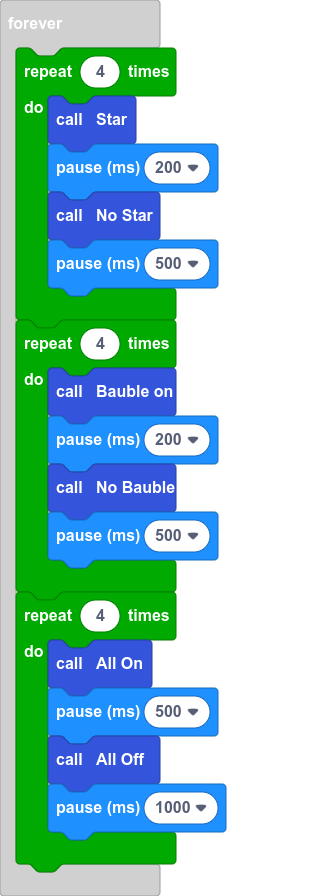 forever
repeat 4 times
do
call Star
pause (ms) 200
call No Star
pause (ms) 500
repeat 4 times
do
call Bauble on
pause (ms) 200
call No Bauble
pause (ms) 500
repeat 4 times
do
call All On
pause (ms) 500
call All Off
pause (ms) 1000